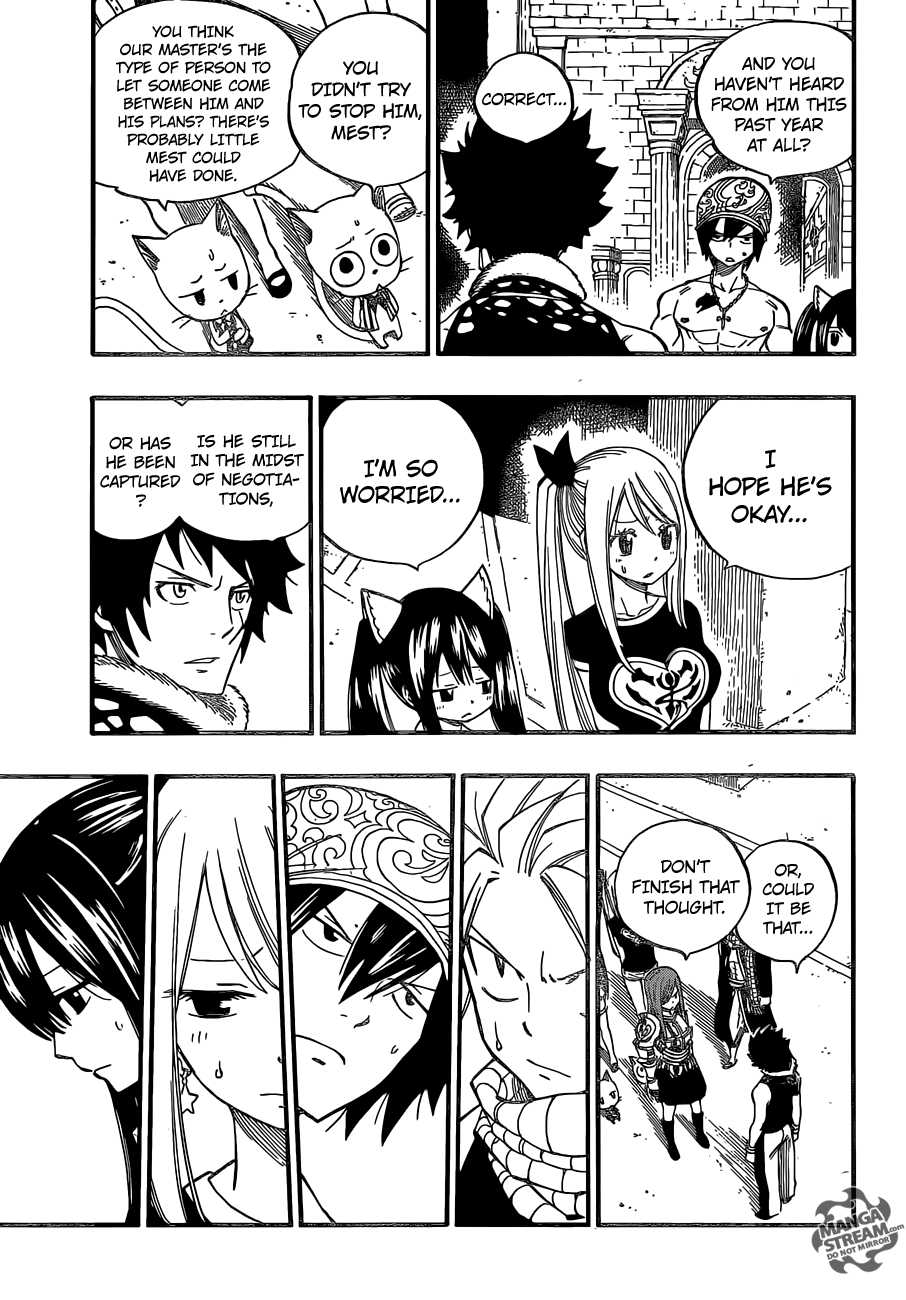 AND YOU
HAVEN'T HEARD
FROM HIM THIS
PAST YEAR
AT ALL?
CORRECT...
YOU
DIDN'T TRY
TO STOP HIM,
MEST?
YOU THINK
OUR MASTER'S THE
TYPE OF PERSON TO
LET SOMEONE COME
BETWEEN HIM AND
HIS PLANS? THERE'S
PROBABLY LITTLE
MEST COULD
HAVE DONE.
I
HOPE HE'S
OKAY...
I'M SO
WORRIED...
IS HE STILL
IN THE MIDST
OF NEGOTIA-
TIONS,
OR HAS
HE BEEN
CAPTURED
?
OR,
COULD
IT BE
THAT...
DON'T
FINISH THAT
THOUGHT.
MANGA
STREAM.com
DO NOT MIRROR